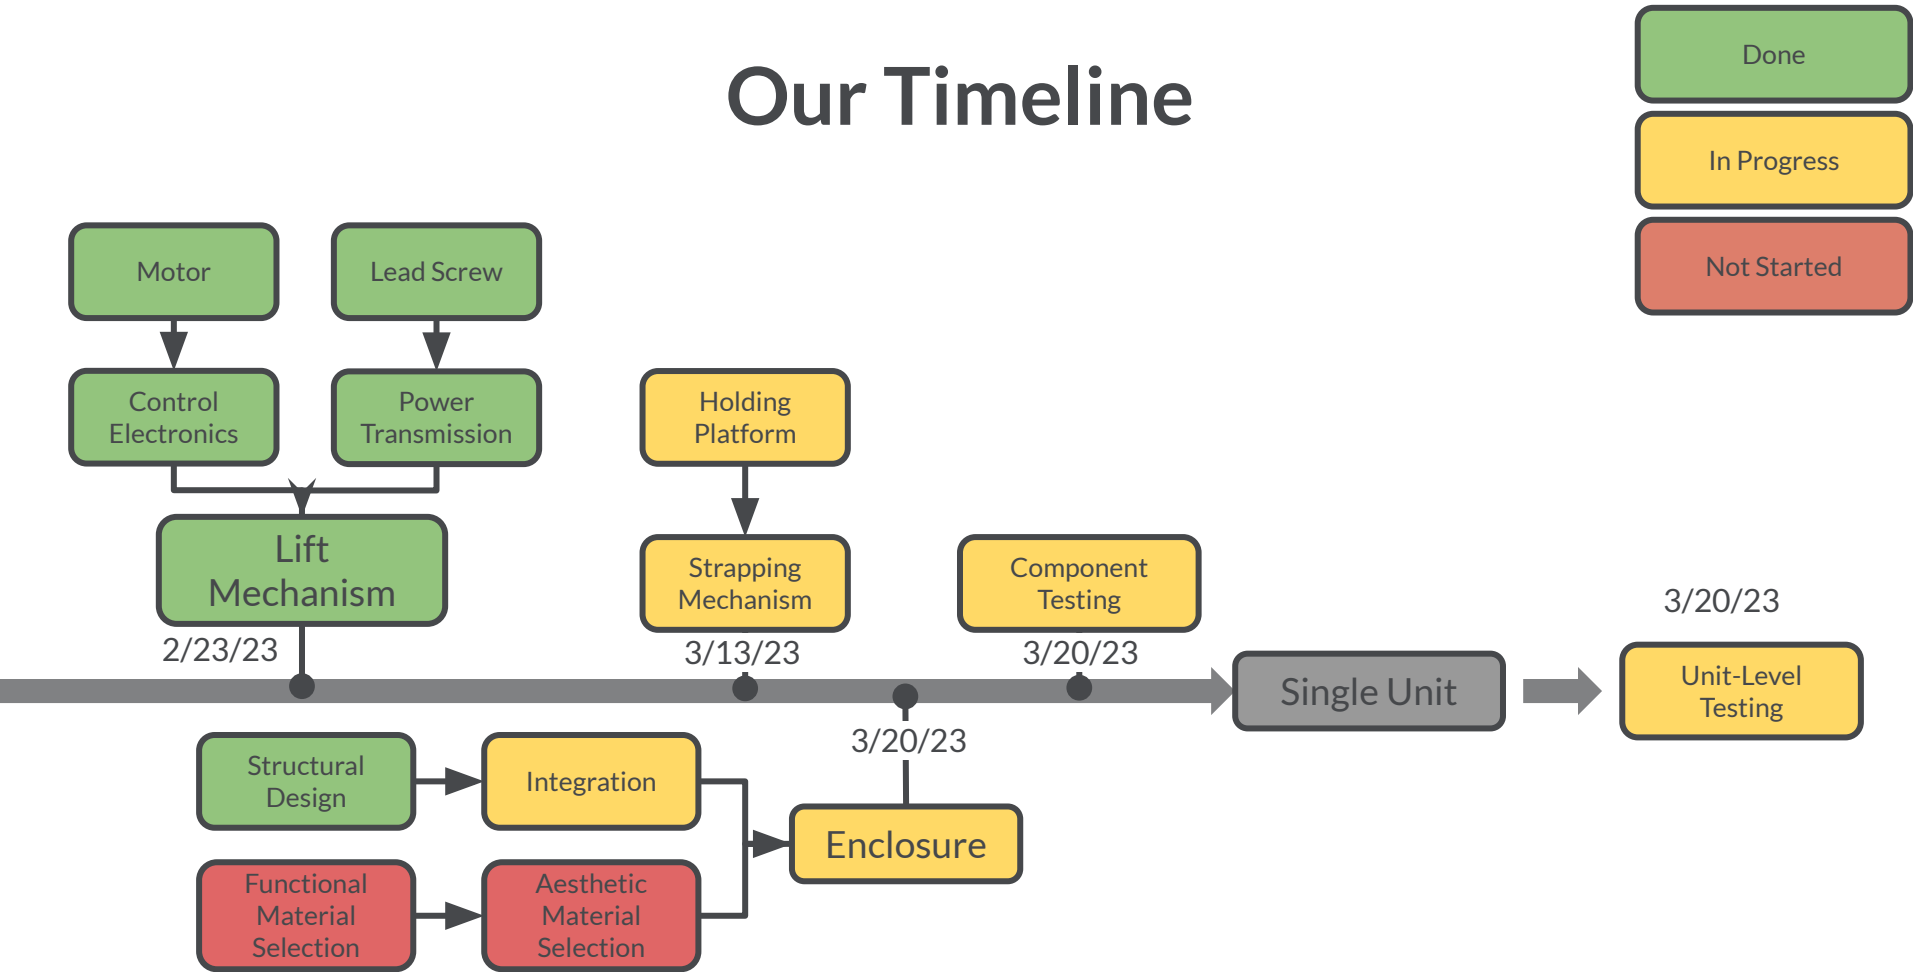 Our Timeline
Done
In Progress
Not Started
Motor
Lead Screw
Control
Electronics
Power
Transmission
Holding
Platform
Lift
Mechanism
Strapping
Mechanism
Component
Testing
2/23/23
3/13/23
3/20/23
3/20/23
Single Unit
Unit-Level
Testing
3/20/23
Structural
Design
Integration
Enclosure
Functional
Material
Selection
Aesthetic
Material
Selection